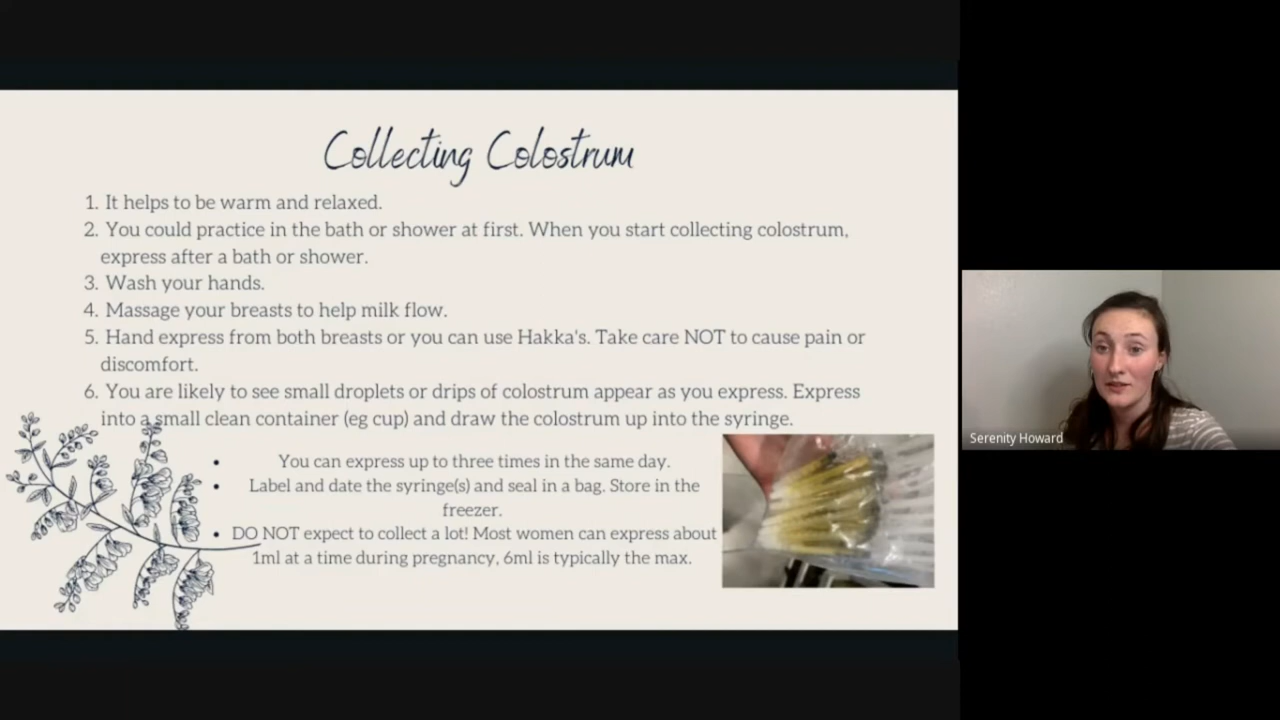 Collecting Colostrum
1. It helps to be warm and relaxed.
2. You could practice in the bath or shower at first. When you start collecting colostrum,
express after a bath or shower.
3. Wash your hands.
4. Massage your breasts to help milk flow.
5. Hand express from both breasts or you can use Hakka's. Take care NOT to cause pain or
discomfort.
6. You are likely to see small droplets or drips of colostrum appear as you express. Express
into a small clean container (eg cup) and draw the colostrum up into the syringe.
• You can express up to three times in the same day.
• Label and date the syringe(s) and seal in a bag. Store in the
freezer.
• DO NOT expect to collect a lot! Most women can express about
1ml at a time during pregnancy, 6ml is typically the max.
Serenity Howard